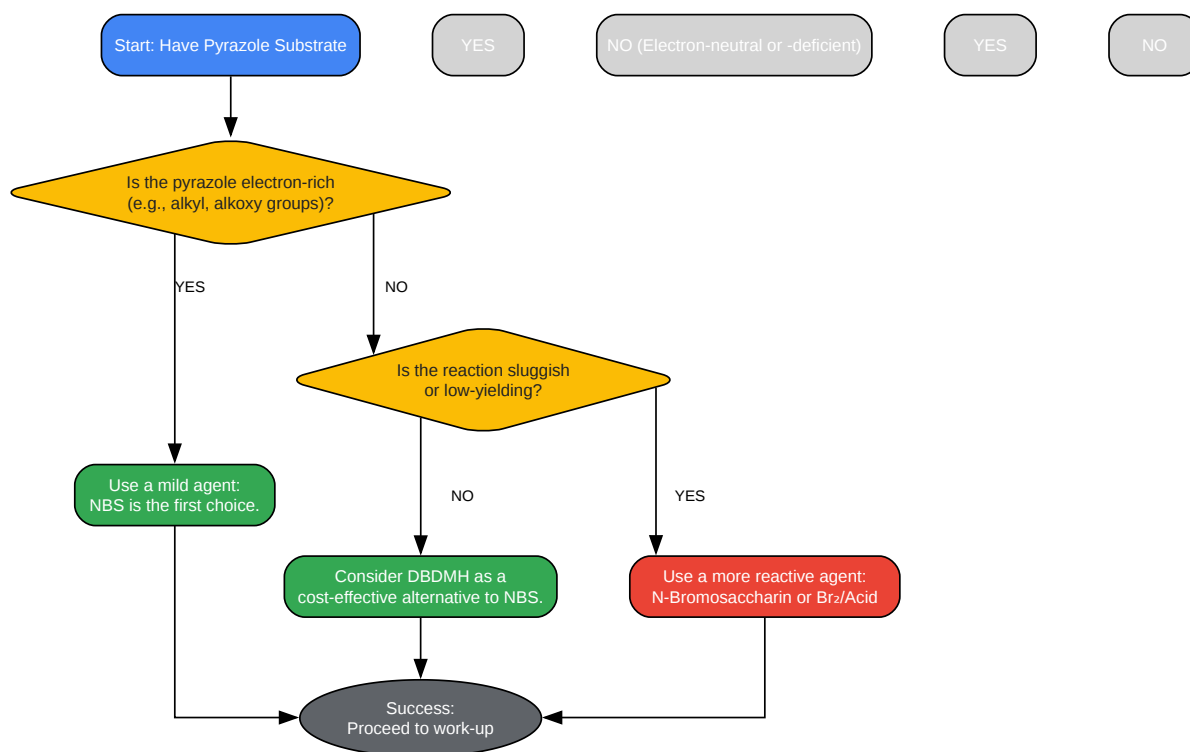 Start: Have Pyrazole Substrate
YES
NO (Electron-neutral or -deficient)
YES
NO
Is the pyrazole electron-rich
(e.g., alkyl, alkoxy groups)?
YES
NO
Is the reaction sluggish
or low-yielding?
Use a mild agent:
NBS is the first choice.
NO
YES
Consider DBDMH as a
cost-effective alternative to NBS.
Use a more reactive agent:
N-Bromosaccharin or Br₂/Acid
Success:
Proceed to work-up